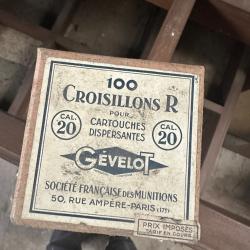 100
CROISILLONS R
POUR
CARTOUCHES
DISPERSANTES
CAL.
20
CAL.
20
GÉVELOT
SOCIÉTÉ FRANÇAISE DES MUNITIONS
50, RUE AMPÈRE-PARIS (17ᵉ)
PRIX IMPOSÉS
TARIF EN COURS